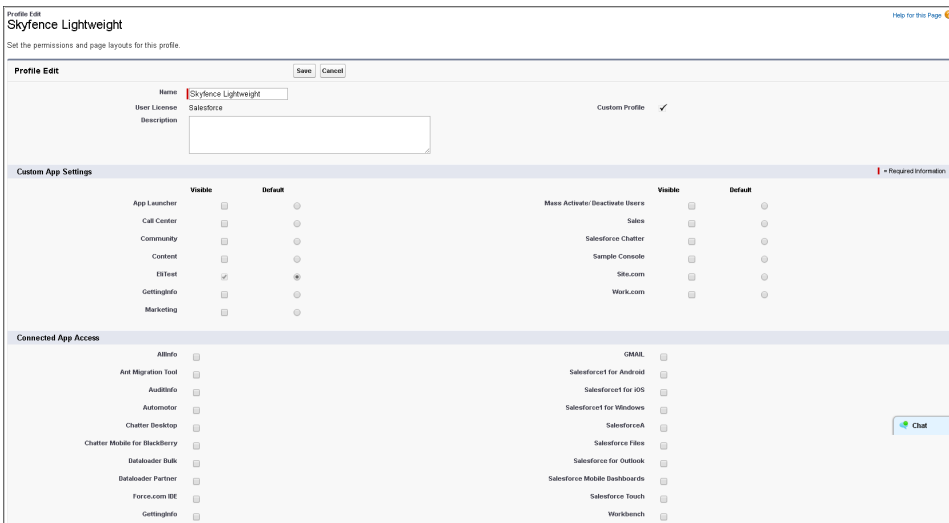 Profile Edit
Skyfence Lightweight
Help for this Page
Set the permissions and page layouts for this profile.
Profile Edit
Save Cancel
Name Skyfence Lightweight
User License Salesforce Custom Profile ✓
Description
Custom App Settings = Required Information
Visible Default Visible Default
App Launcher Mass Activate/Deactivate Users
Call Center Sales
Community Salesforce Chatter
Content Sample Console
EliTest Site.com
GettingInfo Work.com
Marketing
Connected App Access
AllInfo GMAIL
Ant Migration Tool Salesforce1 for Android
AuditInfo Salesforce1 for iOS
Automotor Salesforce1 for Windows
Chatter Desktop SalesforceA
Chat
Chatter Mobile for BlackBerry Salesforce Files
Dataloader Bulk Salesforce for Outlook
Dataloader Partner Salesforce Mobile Dashboards
Force.com IDE Salesforce Touch
GettingInfo Workbench